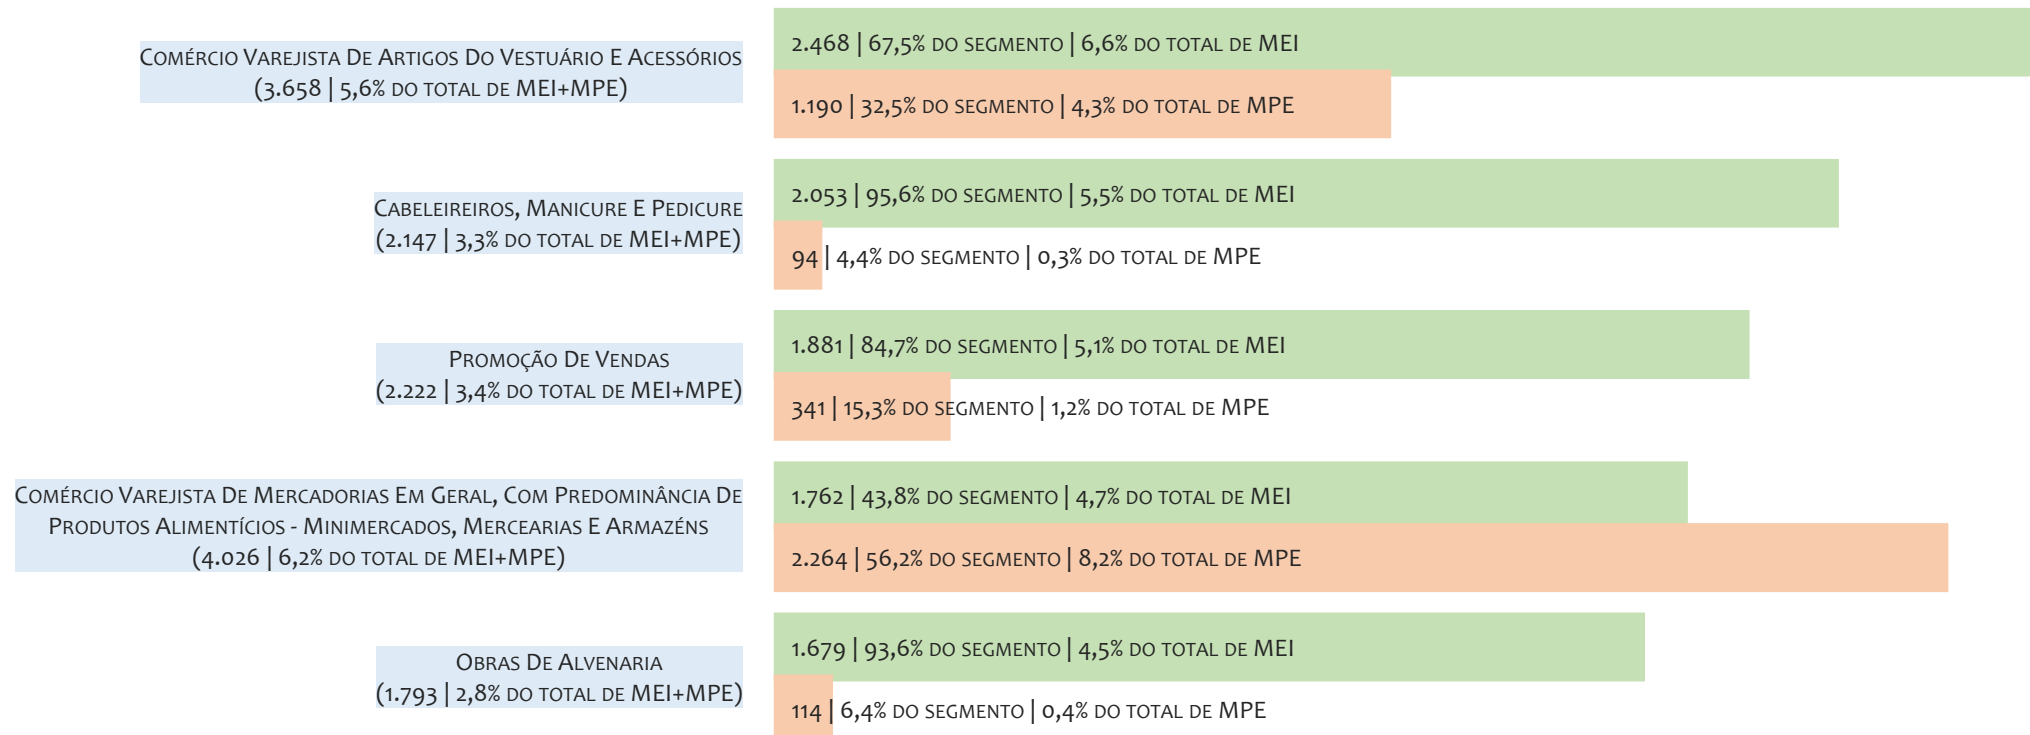 Comércio Varejista De Artigos Do Vestuário E Acessórios
(3.658 | 5,6% do total de MEI+MPE)
2.468 | 67,5% do segmento | 6,6% do total de MEI
1.190 | 32,5% do segmento | 4,3% do total de MPE
Cabeleireiros, Manicure E Pedicure
(2.147 | 3,3% do total de MEI+MPE)
2.053 | 95,6% do segmento | 5,5% do total de MEI
94 | 4,4% do segmento | 0,3% do total de MPE
Promoção De Vendas
(2.222 | 3,4% do total de MEI+MPE)
1.881 | 84,7% do segmento | 5,1% do total de MEI
341 | 15,3% do segmento | 1,2% do total de MPE
Comércio Varejista De Mercadorias Em Geral, Com Predominância De
Produtos Alimentícios - Minimercados, Mercearias E Armazéns
(4.026 | 6,2% do total de MEI+MPE)
1.762 | 43,8% do segmento | 4,7% do total de MEI
2.264 | 56,2% do segmento | 8,2% do total de MPE
Obras De Alvenaria
(1.793 | 2,8% do total de MEI+MPE)
1.679 | 93,6% do segmento | 4,5% do total de MEI
114 | 6,4% do segmento | 0,4% do total de MPE